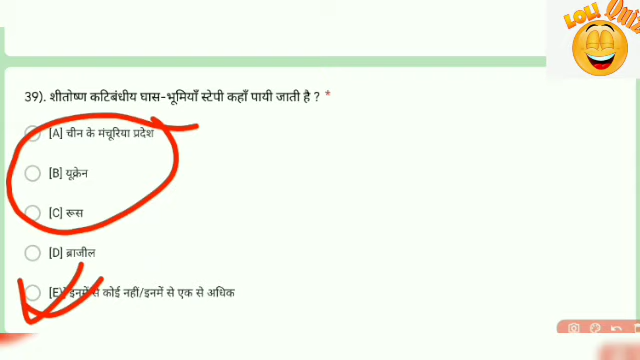 LOL! Quiz
39). शीतोष्ण कटिबंधीय घास-भूमियाँ स्टेपी कहाँ पायी जाती है ? *
[A] चीन के मंचूरिया प्रदेश
[B] यूक्रेन
[C] रूस
[D] ब्राजील
[E] इनमें से कोई नहीं/इनमें से एक से अधिक